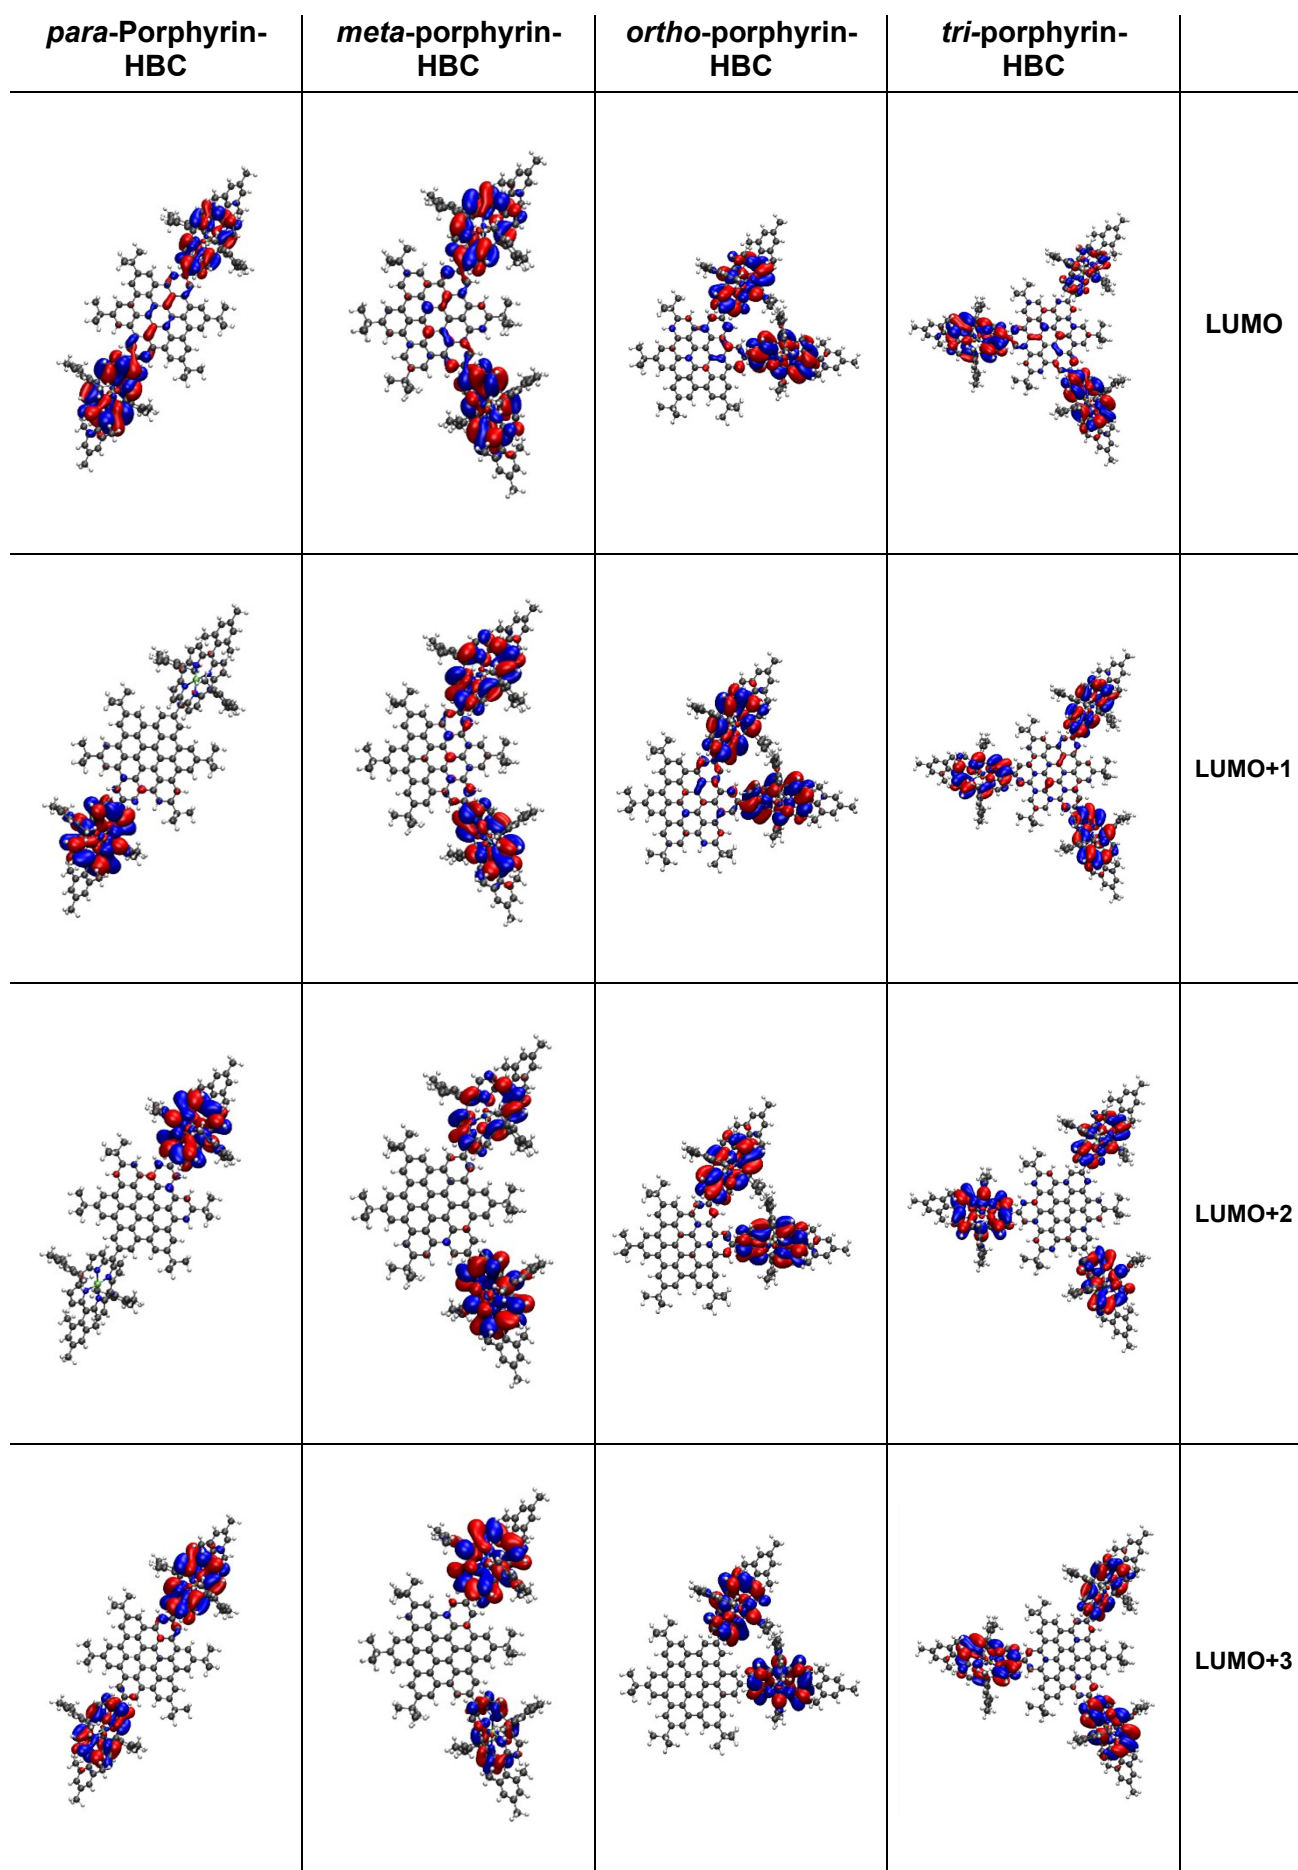 para-Porphyrin-
HBC
meta-porphyrin-
HBC
ortho-porphyrin-
HBC
tri-porphyrin-
HBC
LUMO
LUMO+1
LUMO+2
LUMO+3